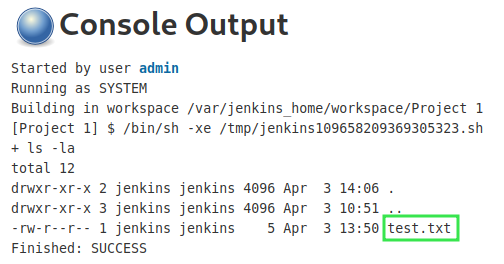 Console Output
Started by user admin
Running as SYSTEM
Building in workspace /var/jenkins_home/workspace/Project 1
[Project 1] $ /bin/sh -xe /tmp/jenkins109658209369305323.sh
+ ls -la
total 12
drwxr-xr-x 2 jenkins jenkins 4096 Apr  3 14:06 .
drwxr-xr-x 3 jenkins jenkins 4096 Apr  3 10:51 ..
-rw-r--r-- 1 jenkins jenkins    5 Apr  3 13:50 test.txt
Finished: SUCCESS